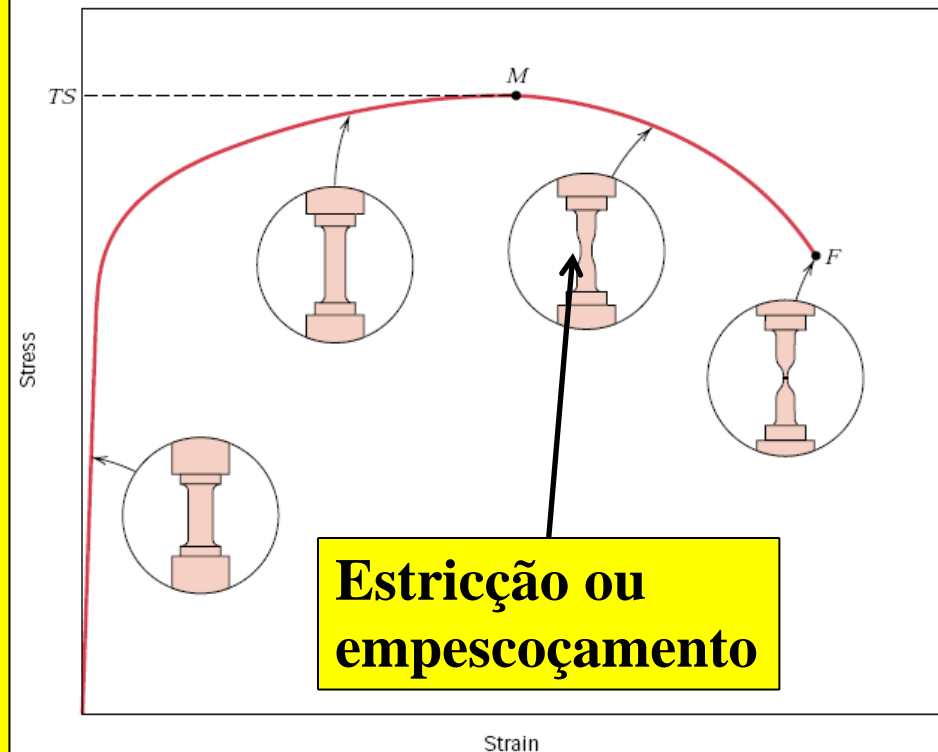 M
TS
F
Stress
Estricção ou
empescoçamento
Strain